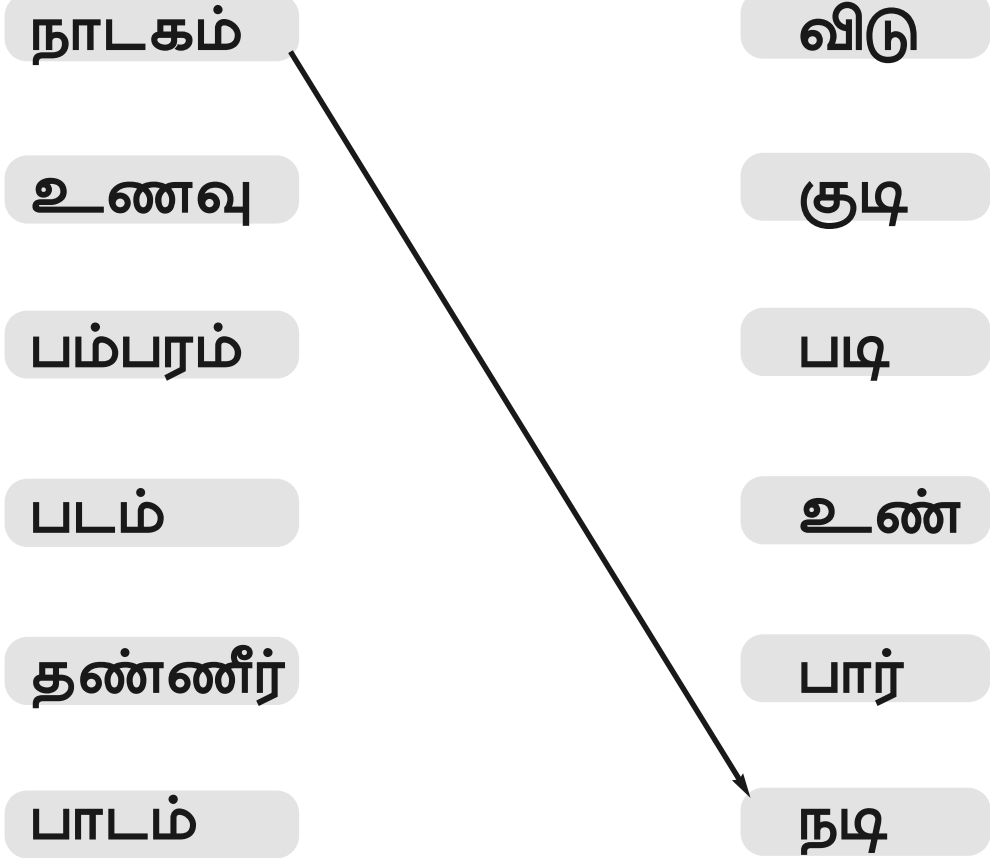 நாடகம் விடு
உணவு குடி
பம்பரம் படி
படம் உண்
தண்ணீர் பார்
பாடம் நடி